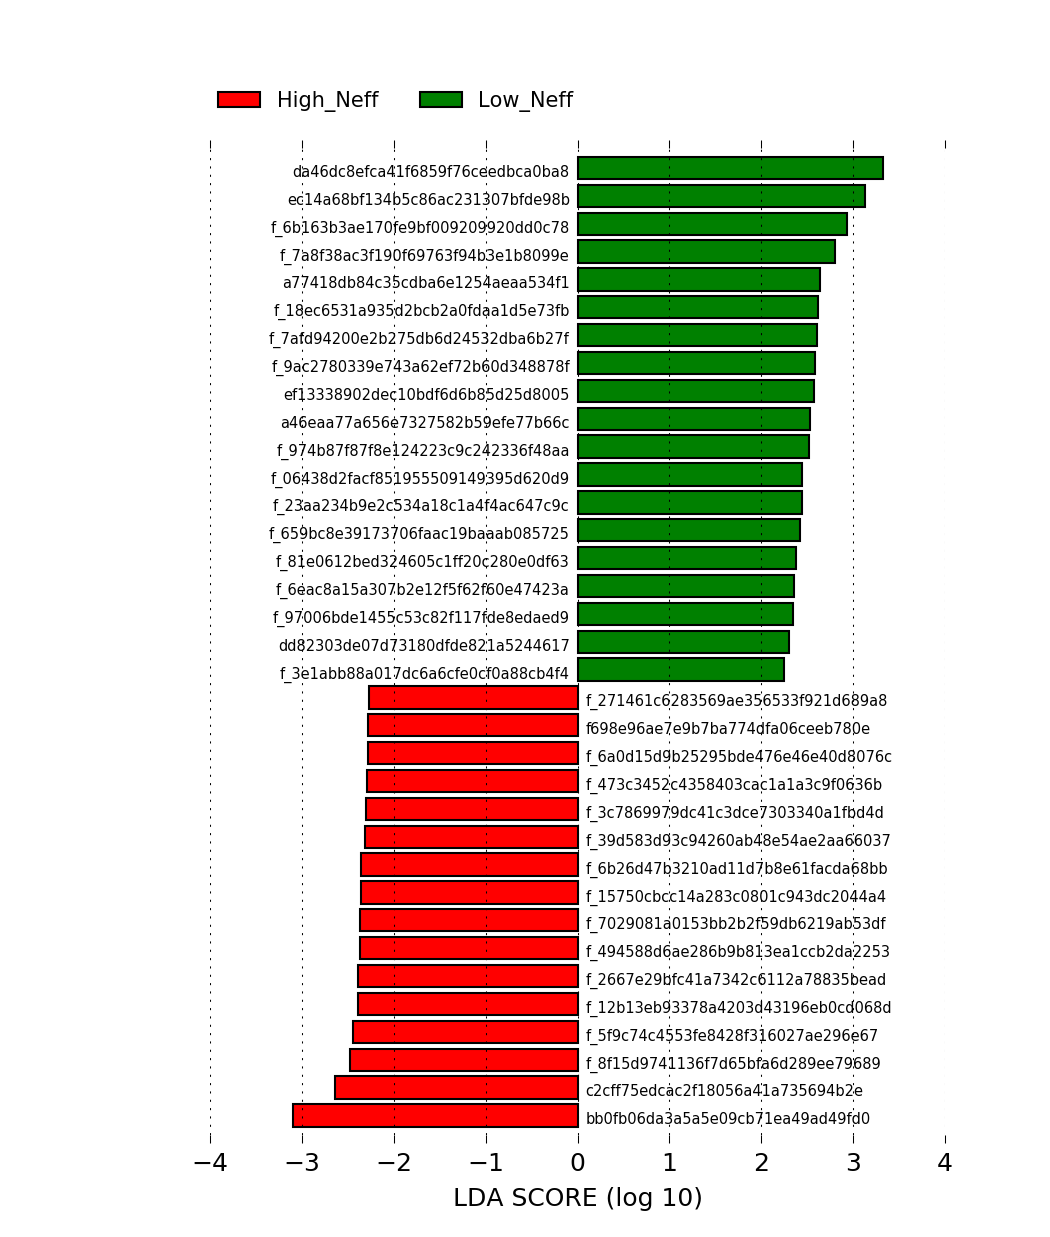 High_Neff Low_Neff
da46dc8efca41f6859f76ceedbca0ba8
ec14a68bf134b5c86ac231307bfde98b
f_6b163b3ae170fe9bf009209920dd0c78
f_7a8f38ac3f190f69763f94b3e1b8099e
a77418db84c35cdba6e1254aeaa534f1
f_18ec6531a935d2bcb2a0fdaa1d5e73fb
f_7afd94200e2b275db6d24532dba6b27f
f_9ac2780339e743a62ef72b60d348878f
ef13338902dec10bdf6d6b85d25d8005
a46eaa77a656e7327582b59efe77b66c
f_974b87f87f8e124223c9c242336f48aa
f_06438d2facf851955509149395d620d9
f_23aa234b9e2c534a18c1a4f4ac647c9c
f_659bc8e39173706faac19baaab085725
f_81e0612bed324605c1ff20c280e0df63
f_6eac8a15a307b2e12f5f62f60e47423a
f_97006bde1455c53c82f117fde8edaed9
dd82303de07d73180dfde821a5244617
f_3e1abb88a017dc6a6cfe0cf0a88cb4f4
f_271461c6283569ae356533f921d689a8
f698e96ae7e9b7ba774dfa06ceeb780e
f_6a0d15d9b25295bde476e46e40d8076c
f_473c3452c4358403cac1a1a3c9f0636b
f_3c7869979dc41c3dce7303340a1fbd4d
f_39d583d93c94260ab48e54ae2aa66037
f_6b26d47b3210ad11d7b8e61facda68bb
f_15750cbcc14a283c0801c943dc2044a4
f_7029081a0153bb2b2f59db6219ab53df
f_494588d6ae286b9b813ea1ccb2da2253
f_2667e29bfc41a7342c6112a78835bead
f_12b13eb93378a4203d43196eb0cd068d
f_5f9c74c4553fe8428f316027ae296e67
f_8f15d9741136f7d65bfa6d289ee79689
c2cff75edcac2f18056a41a735694b2e
bb0fb06da3a5a5e09cb71ea49ad49fd0
−4 −3 −2 −1 0 1 2 3 4
LDA SCORE (log 10)